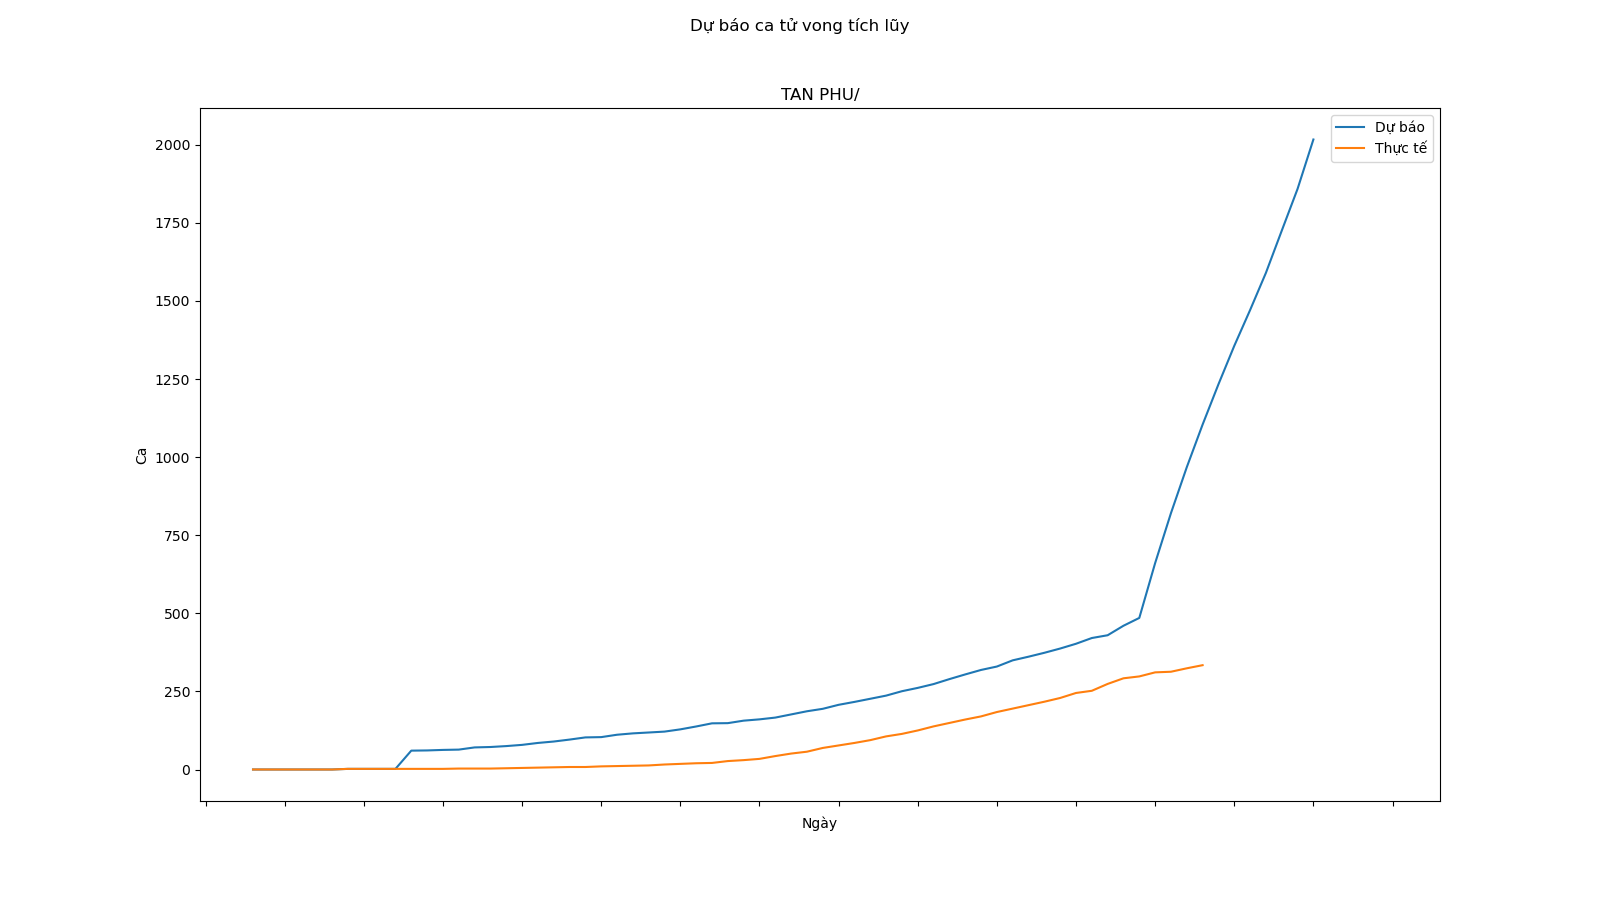 Dự báo ca tử vong tích lũy
TAN PHU/
Dự báo
Thực tế
2000
1750
1500
1250
1000
750
500
250
0
Ca
Ngày